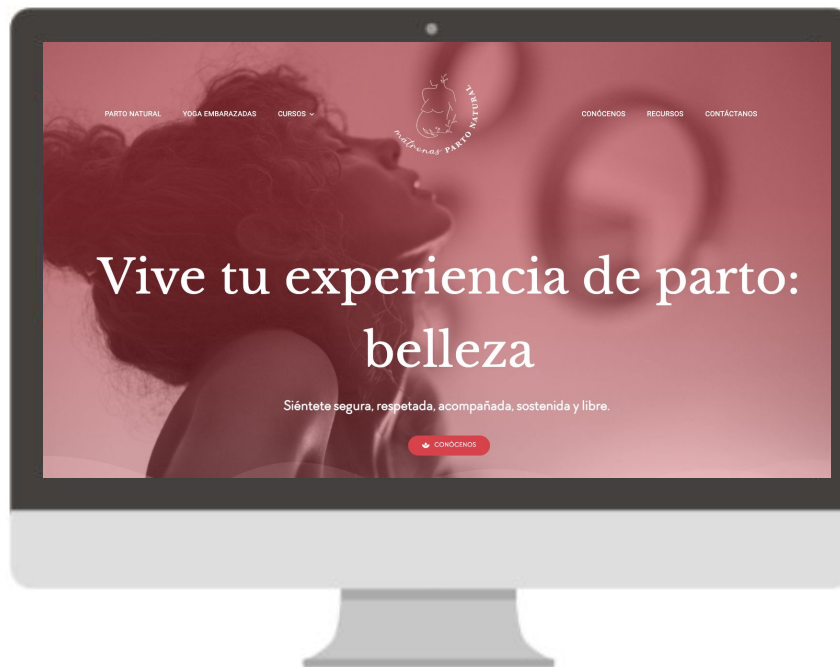 PARTO NATURAL
YOGA EMBARAZADAS
CURSOS
matronas PARTO NATURAL
CONÓCENOS
RECURSOS
CONTÁCTANOS
Vive tu experiencia de parto:
belleza
Siéntete segura, respetada, acompañada, sostenida y libre.
CONÓCENOS